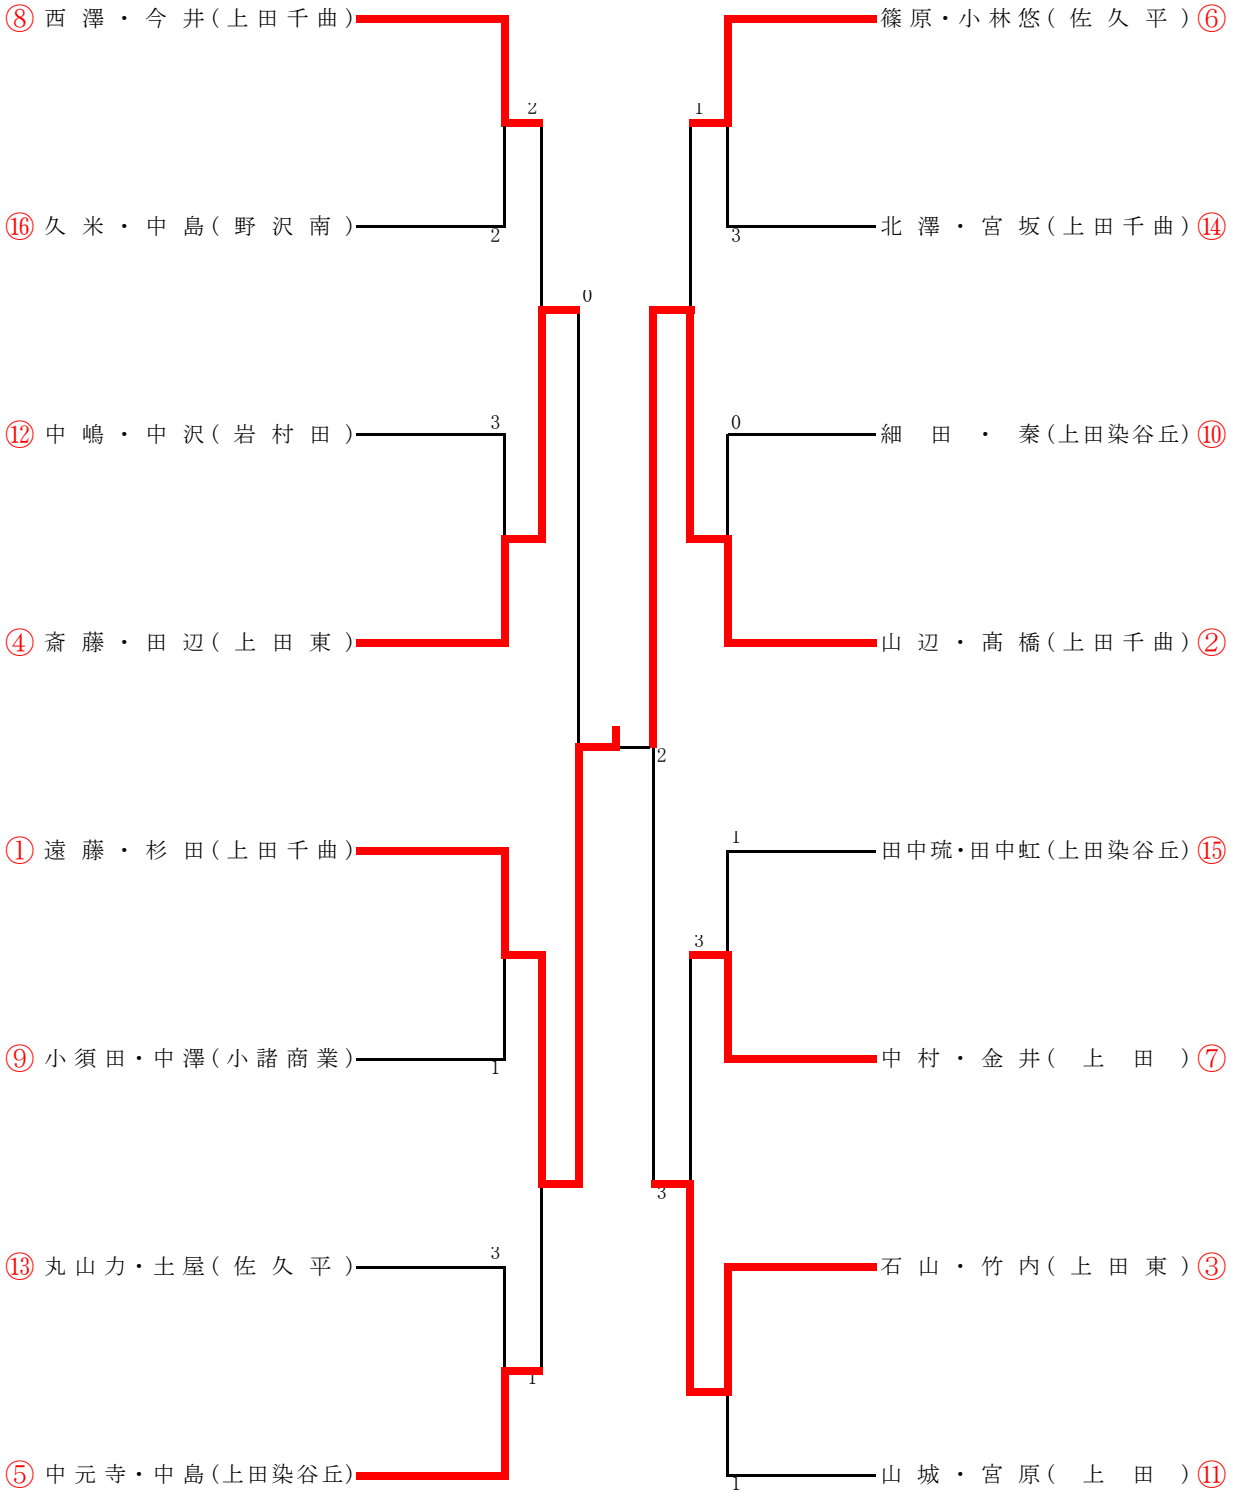 ⑧ 西澤・今井(上田千曲)
2
⑯ 久米・中島(野沢南)
2
0
⑫ 中嶋・中沢(岩村田)
3
④ 斎藤・田辺(上田東)
① 遠藤・杉田(上田千曲)
⑨ 小須田・中澤(小諸商業)
1
⑬ 丸山力・土屋(佐久平)
3
1
⑤ 中元寺・中島(上田染谷丘)
篠原・小林悠(佐久平) ⑥
1
北澤・宮坂(上田千曲) ⑭
3
0
細田・秦(上田染谷丘) ⑩
山辺・髙橋(上田千曲) ②
2
1
田中琉・田中虹(上田染谷丘) ⑮
3
中村・金井(上田) ⑦
3
石山・竹内(上田東) ③
山城・宮原(上田) ⑪
1